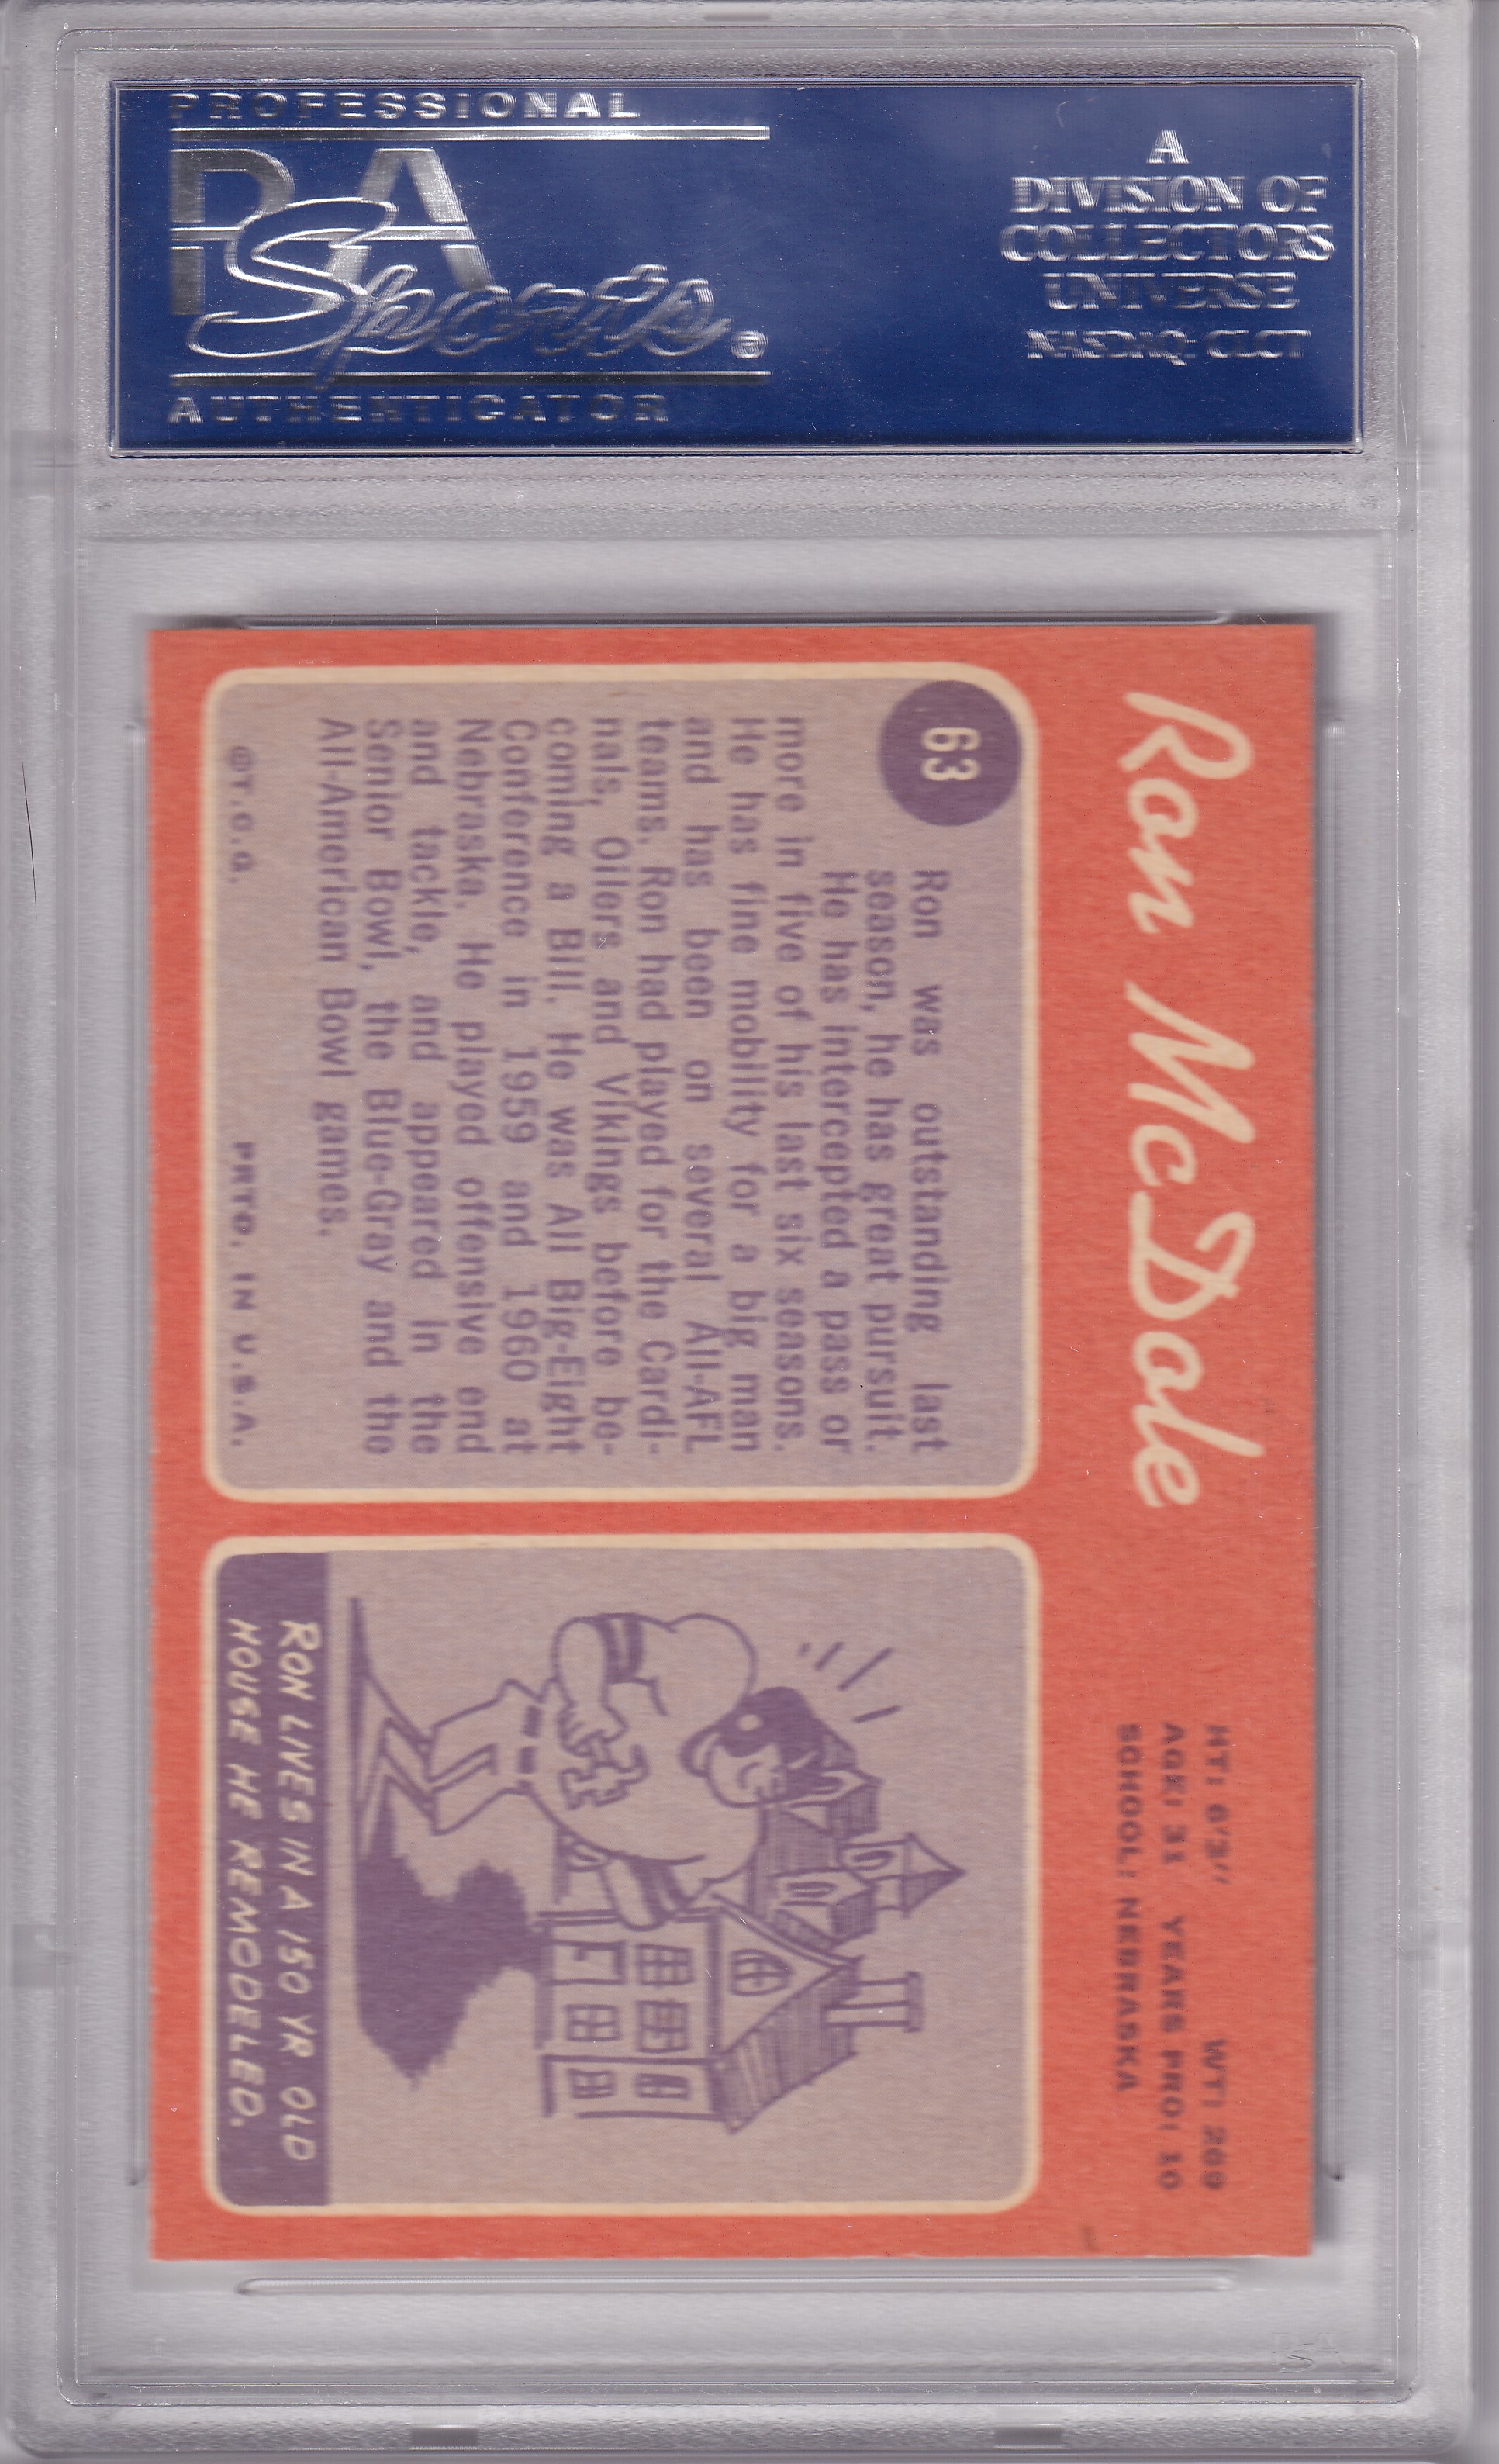 PROFESSIONAL
PSA
Sports®
AUTHENTICATOR
A
DIVISION OF
COLLECTORS
UNIVERSE
NASDAQ: CLCT
Ron McDole
HT: 6'3" WT: 269
AGE: 31 YEARS PRO: 10
SCHOOL: NEBRASKA
63
Ron was outstanding last
season, he has great pursuit.
He has intercepted a pass or
more in five of his last six seasons.
He has fine mobility for a big man
and has been on several All-AFL
teams. Ron had played for the Cardi-
nals, Oilers and Vikings before be-
coming a Bill. He was All Big-Eight
Conference in 1959 and 1960 at
Nebraska. He played offensive end
and tackle, and appeared in the
Senior Bowl, the Blue-Gray and the
All-American Bowl games.
©T.C.G. PRTD. IN U.S.A.
RON LIVES IN A 150 YR. OLD
HOUSE HE REMODELED.